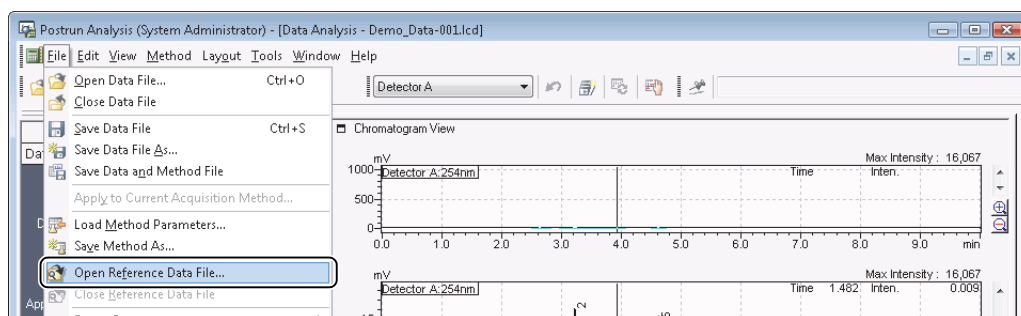 Postrun Analysis (System Administrator) - [Data Analysis - Demo_Data-001.lcd]
File Edit View Method Layout Tools Window Help
Open Data File... Ctrl+O
Detector A
Close Data File
Save Data File Ctrl+S
Chromatogram View
Da
Save Data File As...
mV
Max Intensity : 16,067
Save Data and Method File
1000
Detector A:254nm
Time Inten.
Apply to Current Acquisition Method...
500
D
Load Method Parameters...
0
Save Method As...
0.0 1.0 2.0 3.0 4.0 5.0 6.0 7.0 8.0 9.0 min
Open Reference Data File...
mV
Max Intensity : 16,067
Detector A:254nm
Time 1.482 Inten. 0.009
Close Reference Data File
App
2